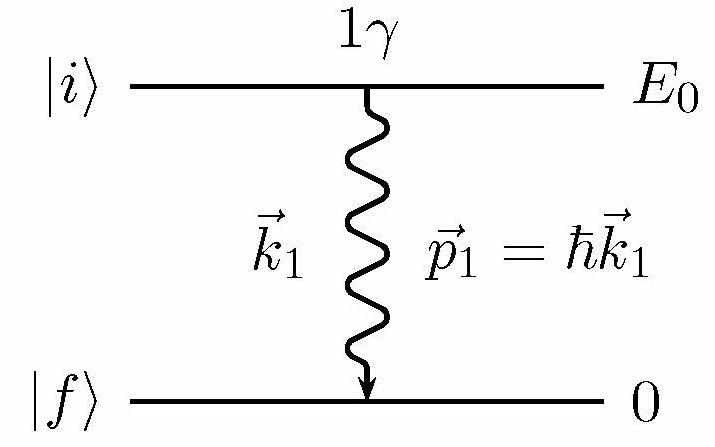 1γ
|i⟩ E₀
k⃗₁ p⃗₁ = ħk⃗₁
|f⟩ 0